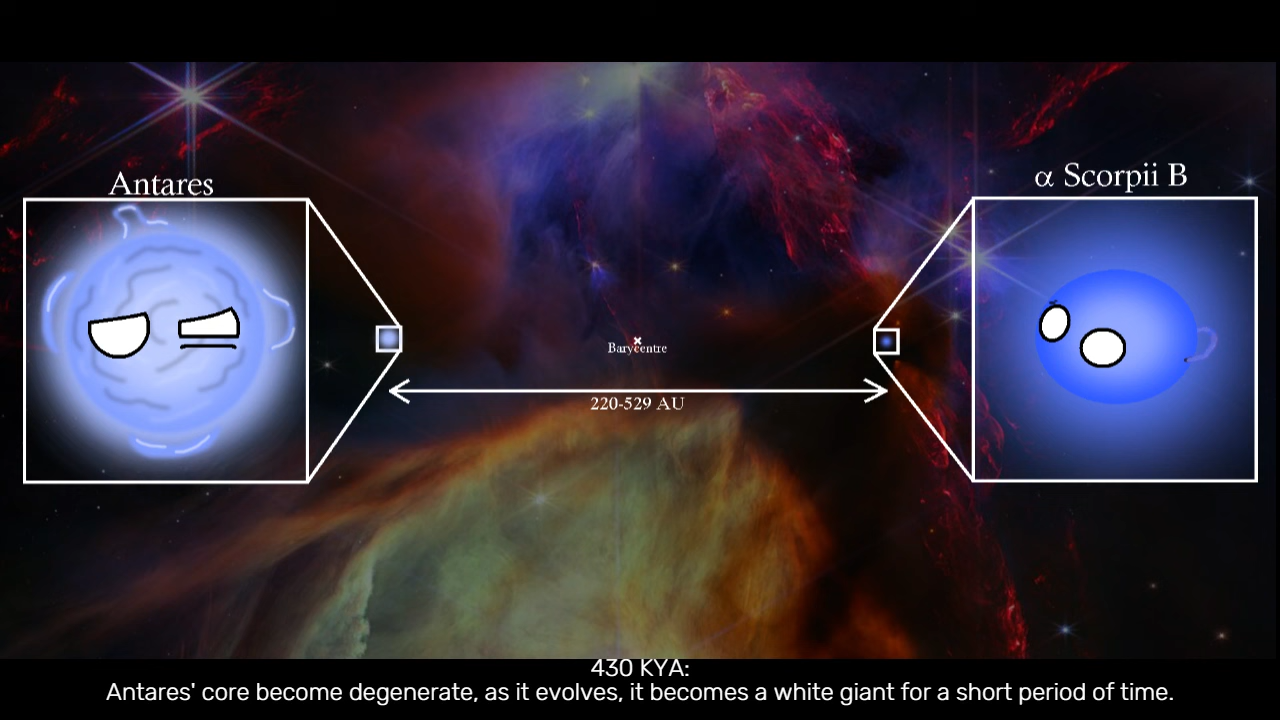 Antares
α Scorpii B
Barycentre
220-529 AU
430 KYA:
Antares' core become degenerate, as it evolves, it becomes a white giant for a short period of time.